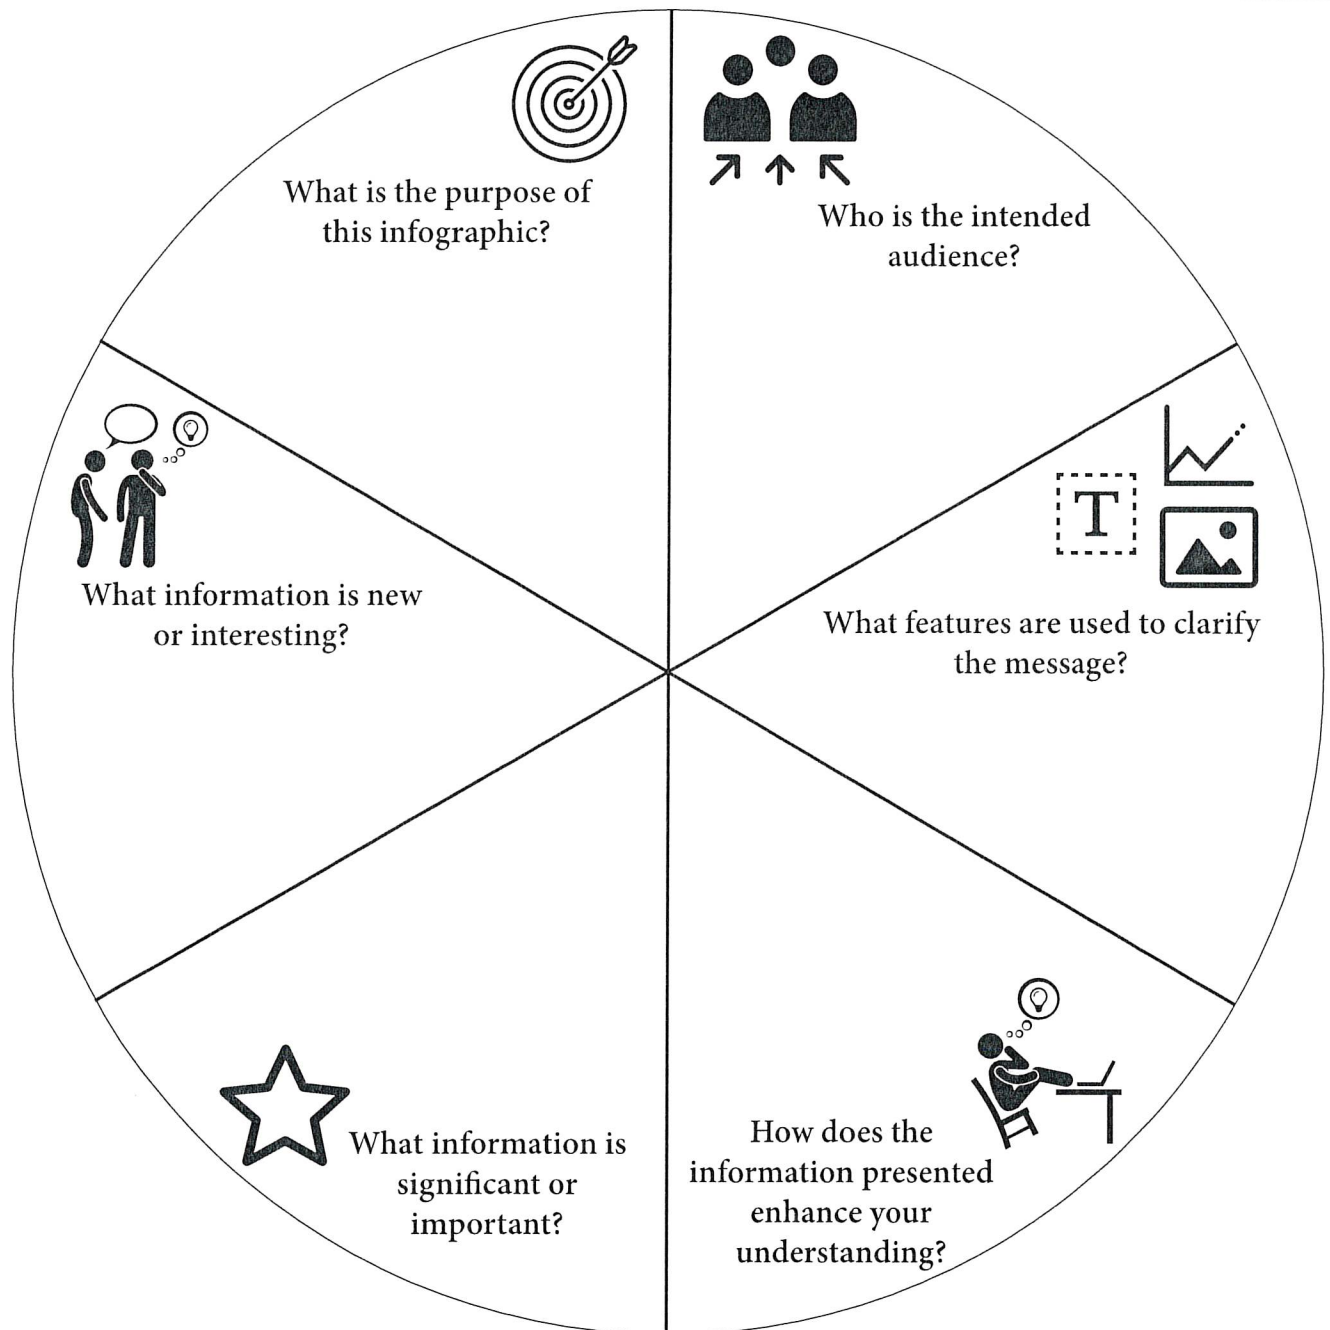 What is the purpose of
this infographic?
Who is the intended
audience?
What information is new
or interesting?
T
What features are used to clarify
the message?
What information is
significant or
important?
How does the
information presented
enhance your
understanding?